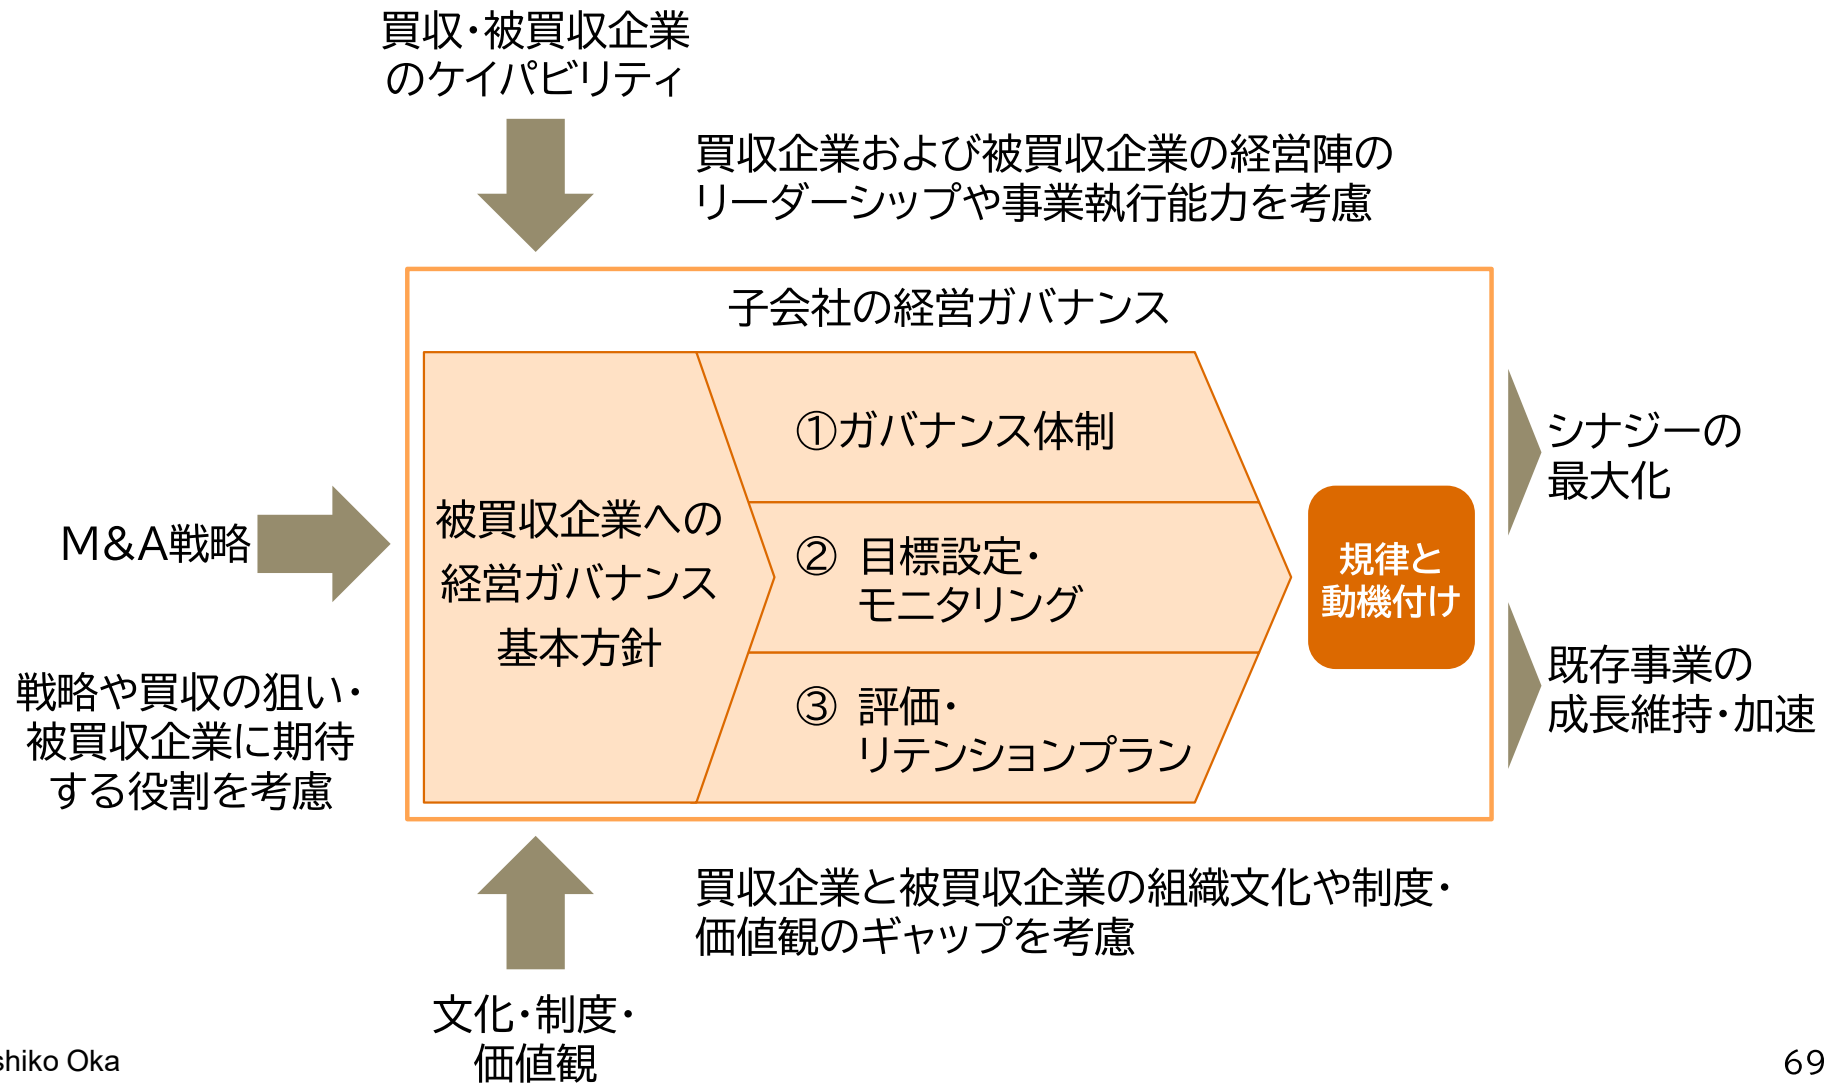 買収・被買収企業
のケイパビリティ
買収企業および被買収企業の経営陣の
リーダーシップや事業執行能力を考慮
子会社の経営ガバナンス
M&A戦略
戦略や買収の狙い・
被買収企業に期待
する役割を考慮
被買収企業への
経営ガバナンス
基本方針
①ガバナンス体制
② 目標設定・
モニタリング
③ 評価・
リテンションプラン
規律と
動機付け
シナジーの
最大化
既存事業の
成長維持・加速
買収企業と被買収企業の組織文化や制度・
価値観のギャップを考慮
文化・制度・
価値観
shiko Oka
69